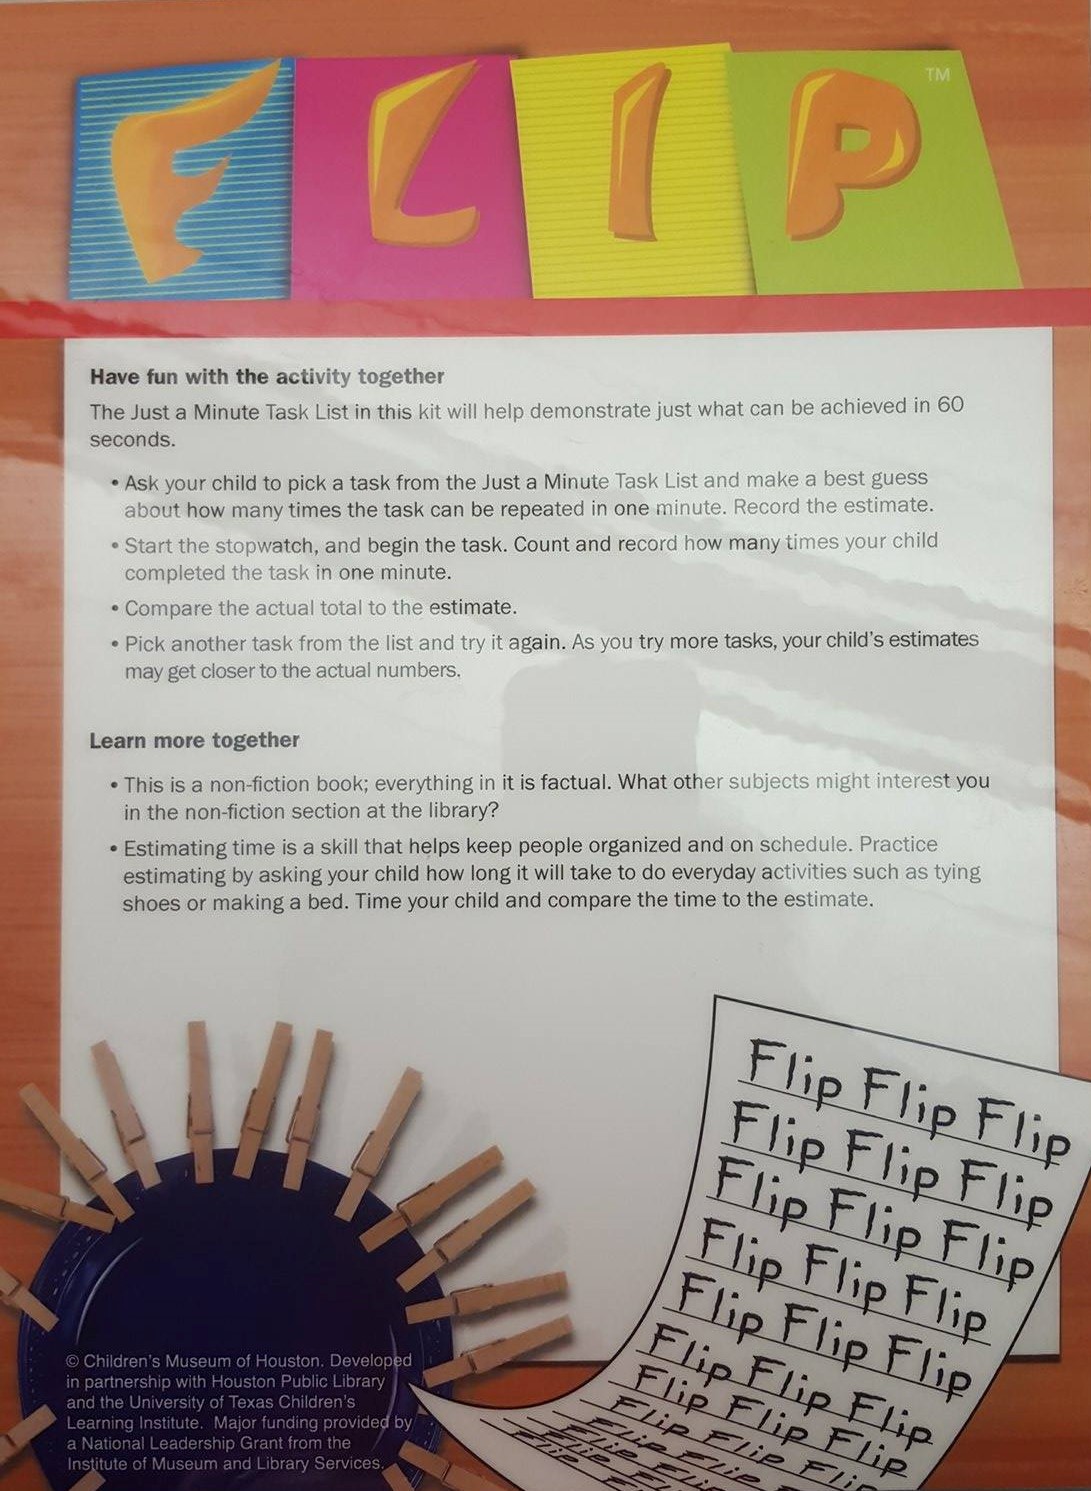 FLIP™
Have fun with the activity together
The Just a Minute Task List in this kit will help demonstrate just what can be achieved in 60
seconds.
• Ask your child to pick a task from the Just a Minute Task List and make a best guess
about how many times the task can be repeated in one minute. Record the estimate.
• Start the stopwatch, and begin the task. Count and record how many times your child
completed the task in one minute.
• Compare the actual total to the estimate.
• Pick another task from the list and try it again. As you try more tasks, your child's estimates
may get closer to the actual numbers.
Learn more together
• This is a non-fiction book; everything in it is factual. What other subjects might interest you
in the non-fiction section at the library?
• Estimating time is a skill that helps keep people organized and on schedule. Practice
estimating by asking your child how long it will take to do everyday activities such as tying
shoes or making a bed. Time your child and compare the time to the estimate.
Flip Flip Flip
Flip Flip Flip
Flip Flip Flip
Flip Flip Flip
Flip Flip Flip
Flip Flip Flip
Flip Flip Flip
Flip Flip Flip
Flip Flip
Flip
Flip
© Children's Museum of Houston. Developed
in partnership with Houston Public Library
and the University of Texas Children's
Learning Institute. Major funding provided by
a National Leadership Grant from the
Institute of Museum and Library Services.